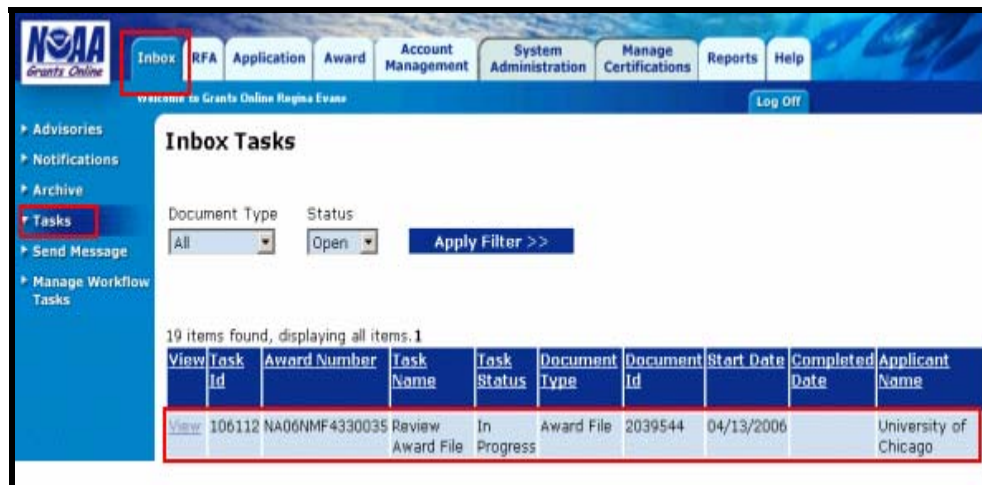 NOAA
Grants Online
Inbox
RFA
Application
Award
Account Management
System Administration
Manage Certifications
Reports
Help
Welcome to Grants Online Regina Evans
Log Off
Advisories
Notifications
Archive
Tasks
Send Message
Manage Workflow
Tasks
Inbox Tasks
Document Type Status
All Open Apply Filter >>
19 items found, displaying all items.1
View Task Id Award Number Task Name Task Status Document Type Document Id Start Date Completed Date Applicant Name
View 106112 NA06NMF4330035 Review In Award File 2039544 04/13/2006 University of
Award File Progress Chicago